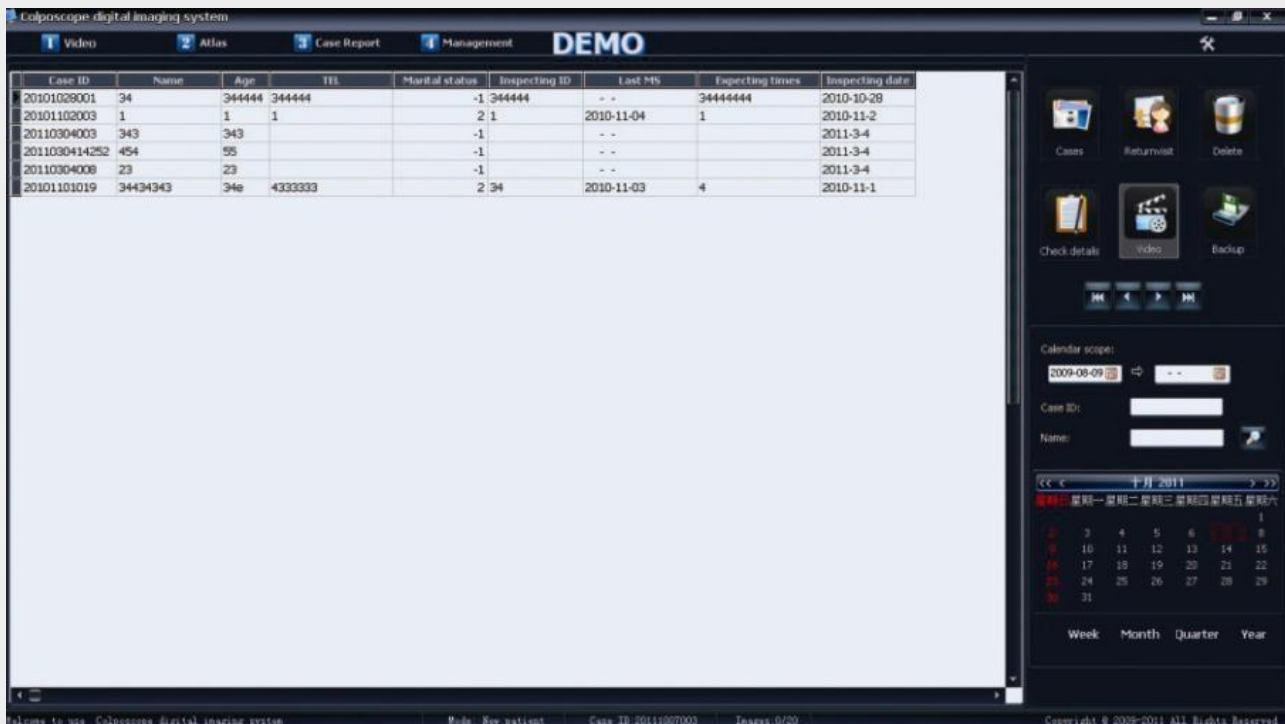 Colposcope digital imaging system
1 Video 2 Atlas 3 Case Report 4 Management DEMO
Case ID Name Age TEL Marital status Inspecting ID Last MS Expecting times Inspecting date
20101028001 34 344444 344444 -1 344444 - - 34444444 2010-10-28
20101102003 1 1 1 2 1 2010-11-04 1 2010-11-2
20110304003 343 343 -1 - - 2011-3-4
2011030414252 454 55 -1 - - 2011-3-4
20110304008 23 23 -1 - - 2011-3-4
20101101019 34434343 34e 4333333 2 34 2010-11-03 4 2010-11-1
Cases Returnvisit Delete
Check details Video Backup
Calendar scope:
2009-08-09 - -
Case ID:
Name:
<< < 十月 2011 > >>
星期日 星期一 星期二 星期三 星期四 星期五 星期六
1
2 3 4 5 6 8
9 10 11 12 13 14 15
16 17 18 19 20 21 22
23 24 25 26 27 28 29
30 31
Week Month Quarter Year
Welcome to use Colposcope digital imaging system Mode: New patient Case ID:20111007003 Images:0/20 Copyright @ 2009-2011 All Rights Reserved